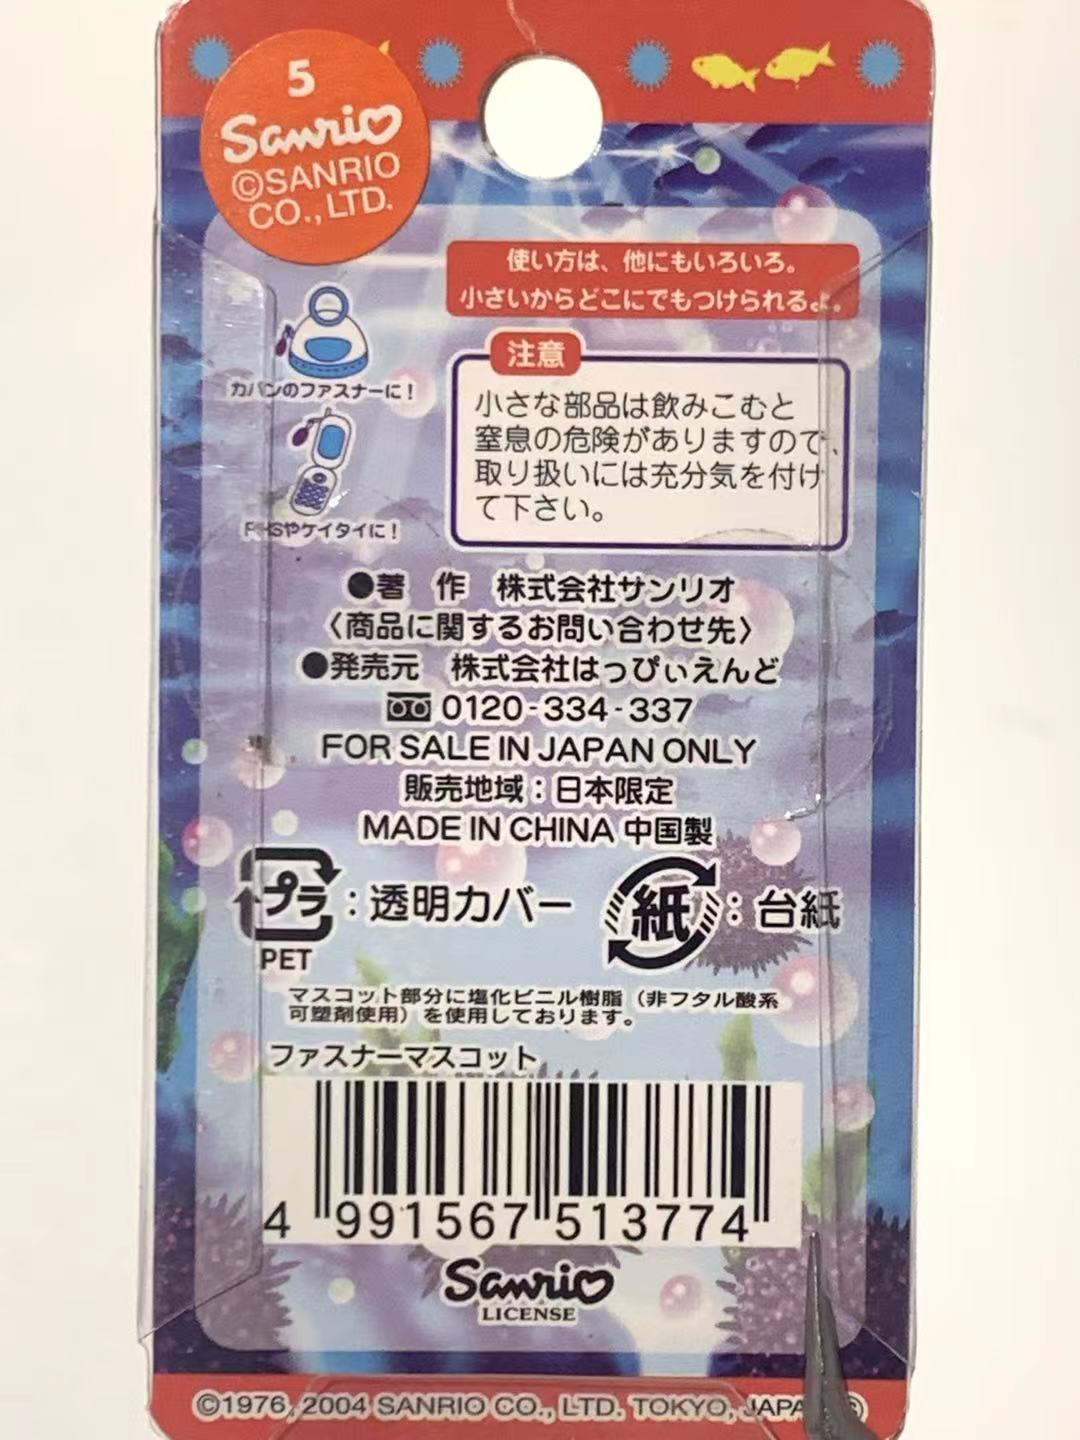 5
Sanrio
©SANRIO
CO., LTD.
使い方は、他にもいろいろ。
小さいからどこにでもつけられるよ。
カバンのファスナーに!
PHSやケイタイに!
注意
小さな部品は飲みこむと
窒息の危険がありますので、
取り扱いには充分気を付け
て下さい。
●著 作 株式会社サンリオ
〈商品に関するお問い合わせ先〉
●発売元 株式会社はっぴぃえんど
0120-334-337
FOR SALE IN JAPAN ONLY
販売地域:日本限定
MADE IN CHINA 中国製
プラ:透明カバー
PET
紙:台紙
マスコット部分に塩化ビニル樹脂(非フタル酸系
可塑剤使用)を使用しております。
ファスナーマスコット
4 991567 513774
Sanrio
LICENSE
©1976, 2004 SANRIO CO., LTD. TOKYO, JAPAN